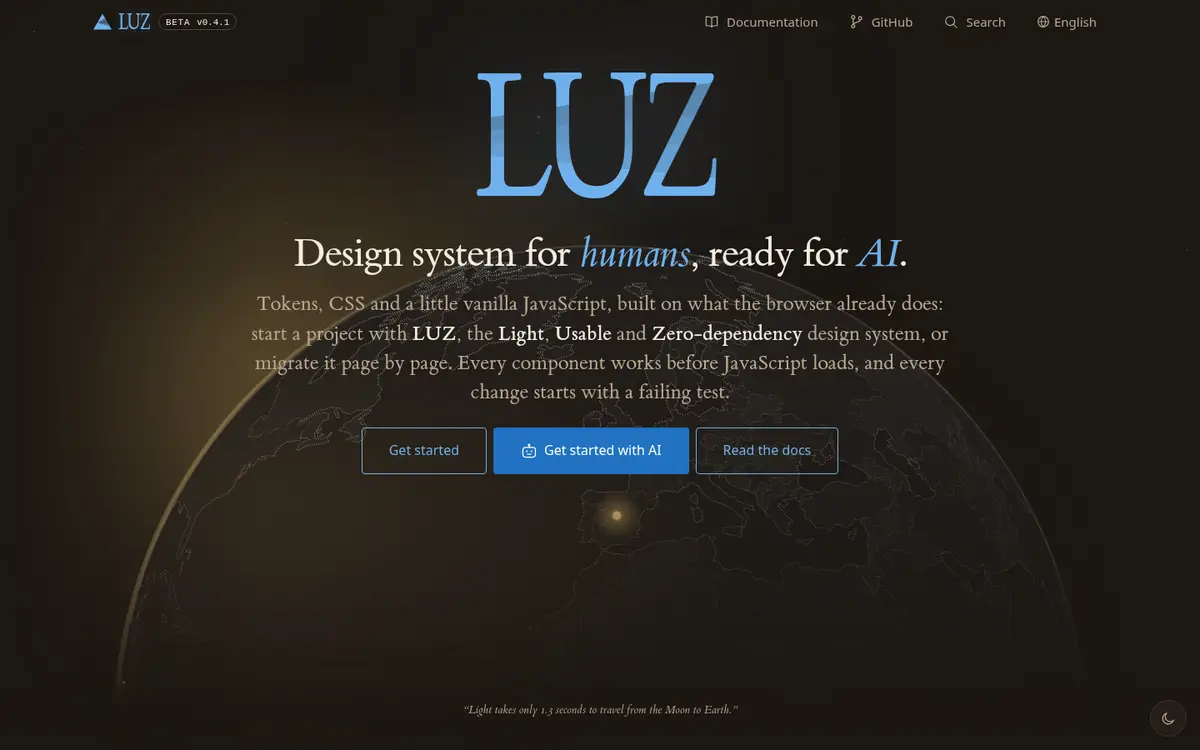 LUZ BETA v0.4.1 Documentation GitHub Search English
LUZ
Design system for humans, ready for AI.
Tokens, CSS and a little vanilla JavaScript, built on what the browser already does:
start a project with LUZ, the Light, Usable and Zero-dependency design system, or
migrate it page by page. Every component works before JavaScript loads, and every
change starts with a failing test.
Get started Get started with AI Read the docs
“Light takes only 1.3 seconds to travel from the Moon to Earth.”